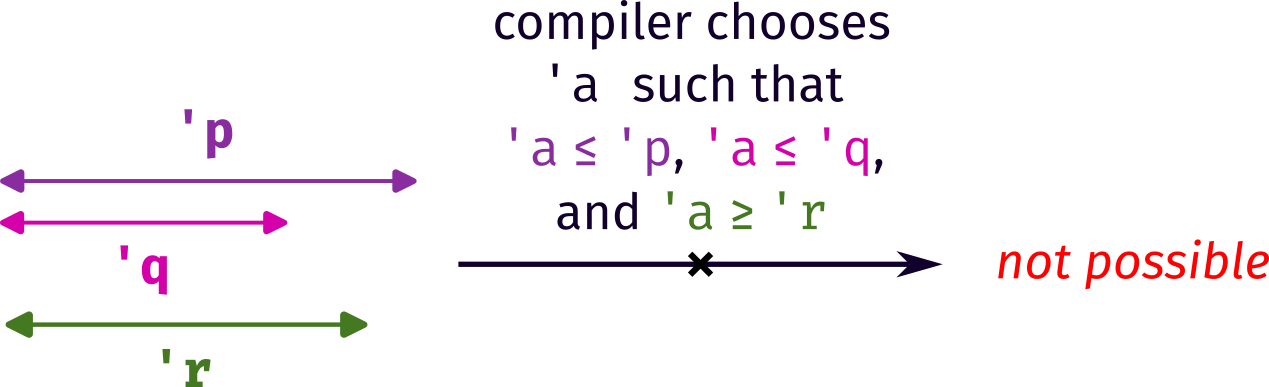 'p
'q
'r
compiler chooses
'a such that
'a ≤ 'p, 'a ≤ 'q,
and 'a ≥ 'r
not possible